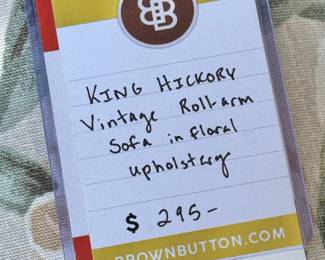 KING HICKORY
Vintage Roll-arm
Sofa in floral
upholstery
$ 295-
BROWNBUTTON.COM